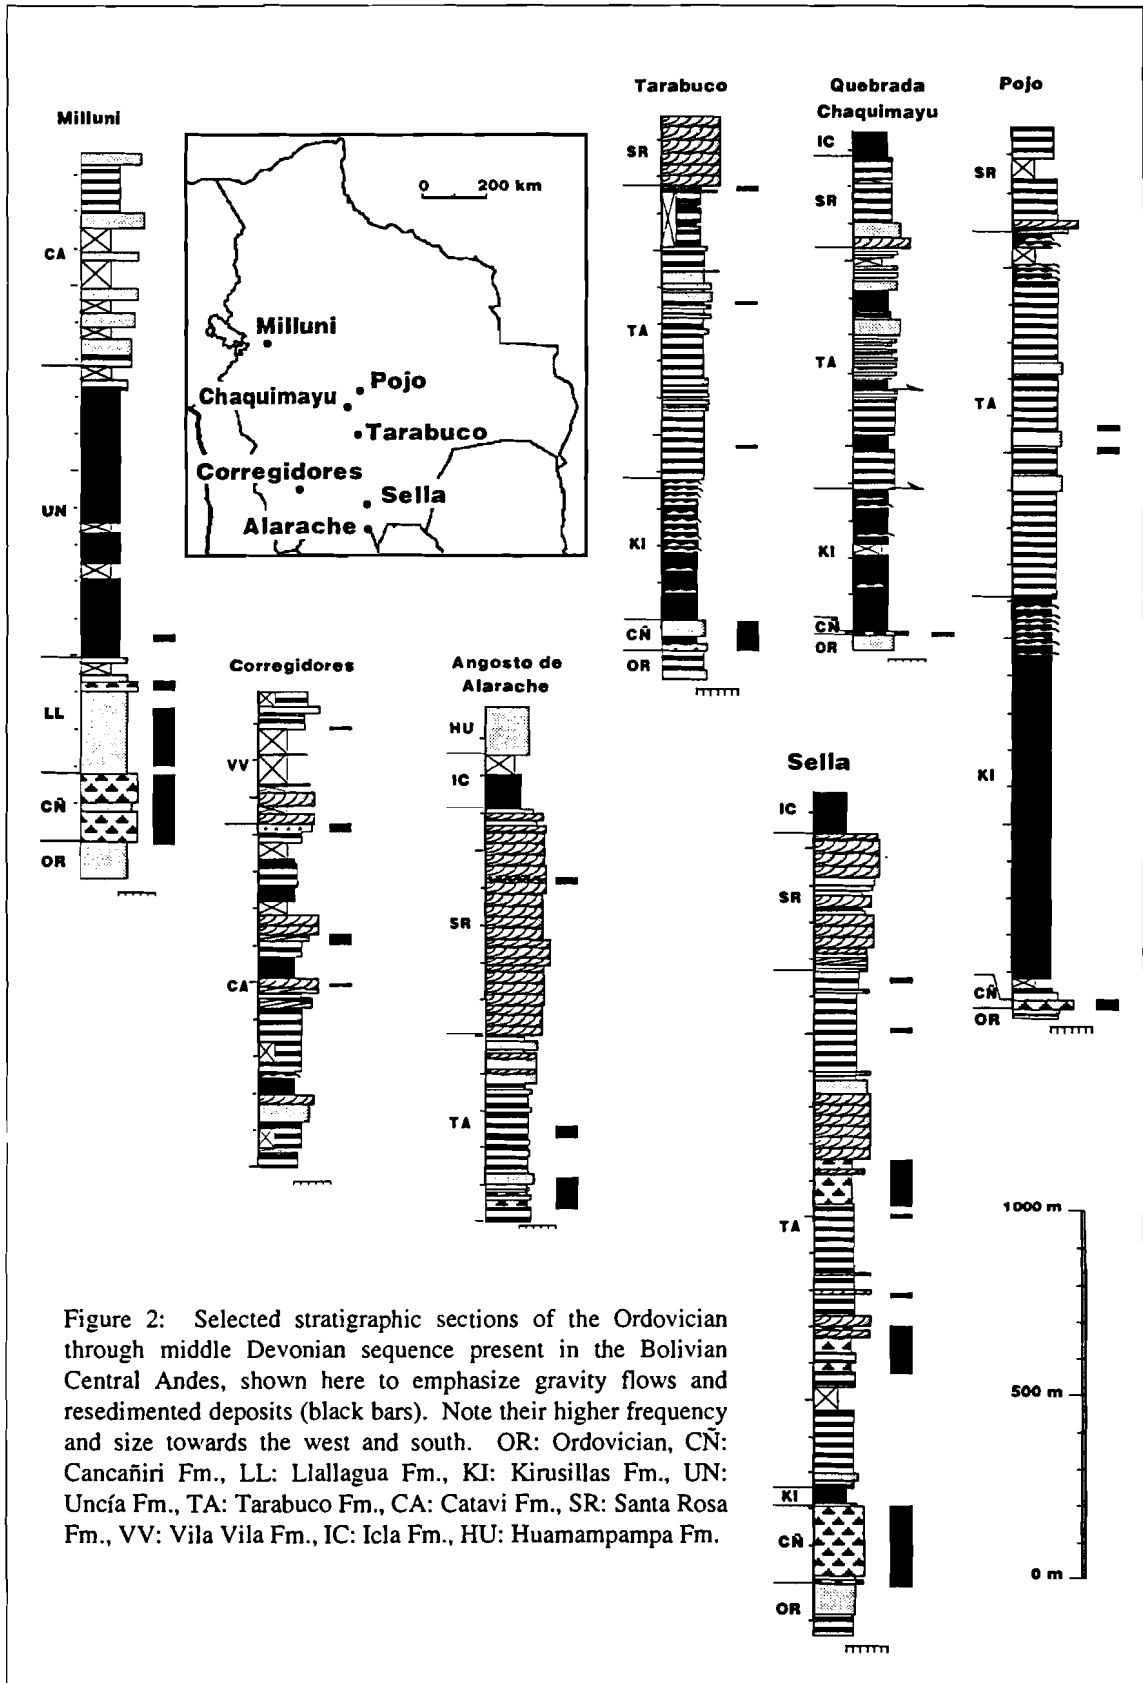 Milluni
CA
UN
LL
CÑ
OR
0 200 km
Milluni
Pojo
Chaquimayu
Tarabuco
Corregidores
Sella
Alarache
Tarabuco
SR
TA
KI
CÑ
OR
Quebrada
Chaquimayu
IC
SR
TA
KI
CÑ
OR
Pojo
SR
TA
KI
CÑ
OR
Corregidores
VV
CA
Angosto de
Alarache
HU
IC
SR
TA
Sella
IC
SR
TA
KI
CÑ
OR
1000 m
500 m
0 m
Figure 2: Selected stratigraphic sections of the Ordovician
through middle Devonian sequence present in the Bolivian
Central Andes, shown here to emphasize gravity flows and
resedimented deposits (black bars). Note their higher frequency
and size towards the west and south. OR: Ordovician, CÑ:
Cancañiri Fm., LL: Llallagua Fm., KI: Kirusillas Fm., UN:
Uncía Fm., TA: Tarabuco Fm., CA: Catavi Fm., SR: Santa Rosa
Fm., VV: Vila Vila Fm., IC: Icla Fm., HU: Huamampampa Fm.